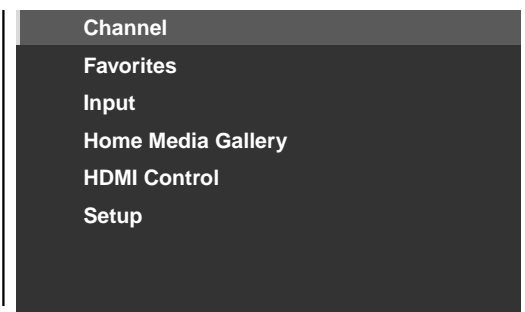 Channel
Favorites
Input
Home Media Gallery
HDMI Control
Setup